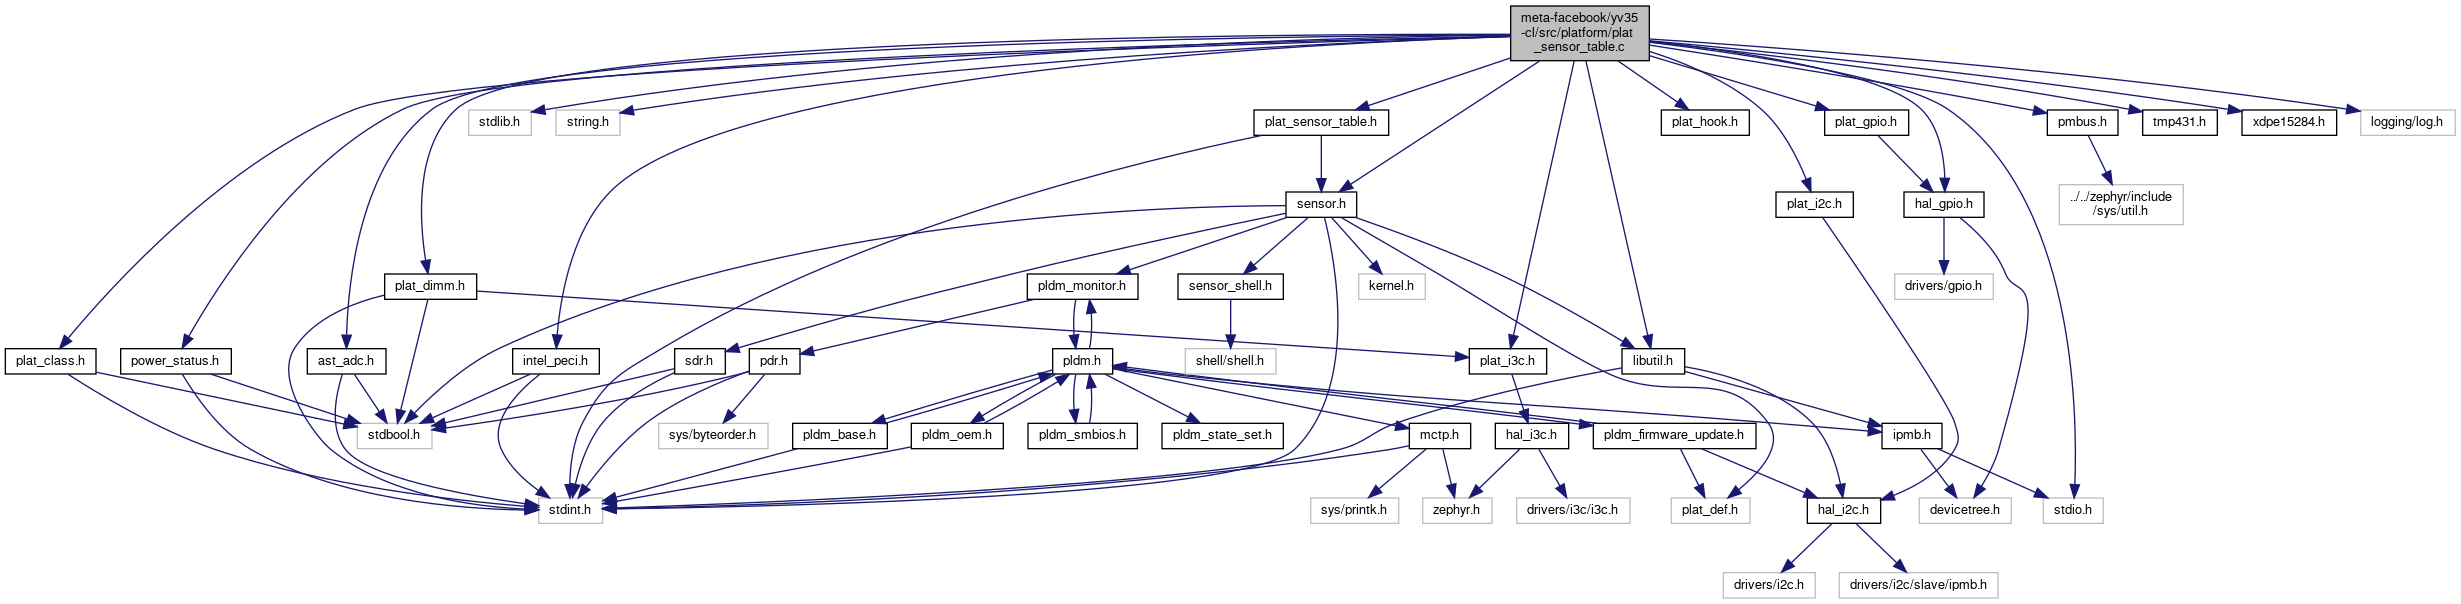 meta-facebook/yv35
-cl/src/platform/plat
_sensor_table.c
stdlib.h
string.h
plat_sensor_table.h
plat_hook.h
plat_gpio.h
pmbus.h
tmp431.h
xdpe15284.h
logging/log.h
sensor.h
plat_i2c.h
hal_gpio.h
../../zephyr/include
/sys/util.h
plat_dimm.h
pldm_monitor.h
sensor_shell.h
kernel.h
drivers/gpio.h
plat_class.h
power_status.h
ast_adc.h
intel_peci.h
sdr.h
pdr.h
pldm.h
shell/shell.h
plat_i3c.h
libutil.h
stdbool.h
sys/byteorder.h
pldm_base.h
pldm_oem.h
pldm_smbios.h
pldm_state_set.h
mctp.h
hal_i3c.h
pldm_firmware_update.h
ipmb.h
stdint.h
sys/printk.h
zephyr.h
drivers/i3c/i3c.h
plat_def.h
hal_i2c.h
devicetree.h
stdio.h
drivers/i2c.h
drivers/i2c/slave/ipmb.h